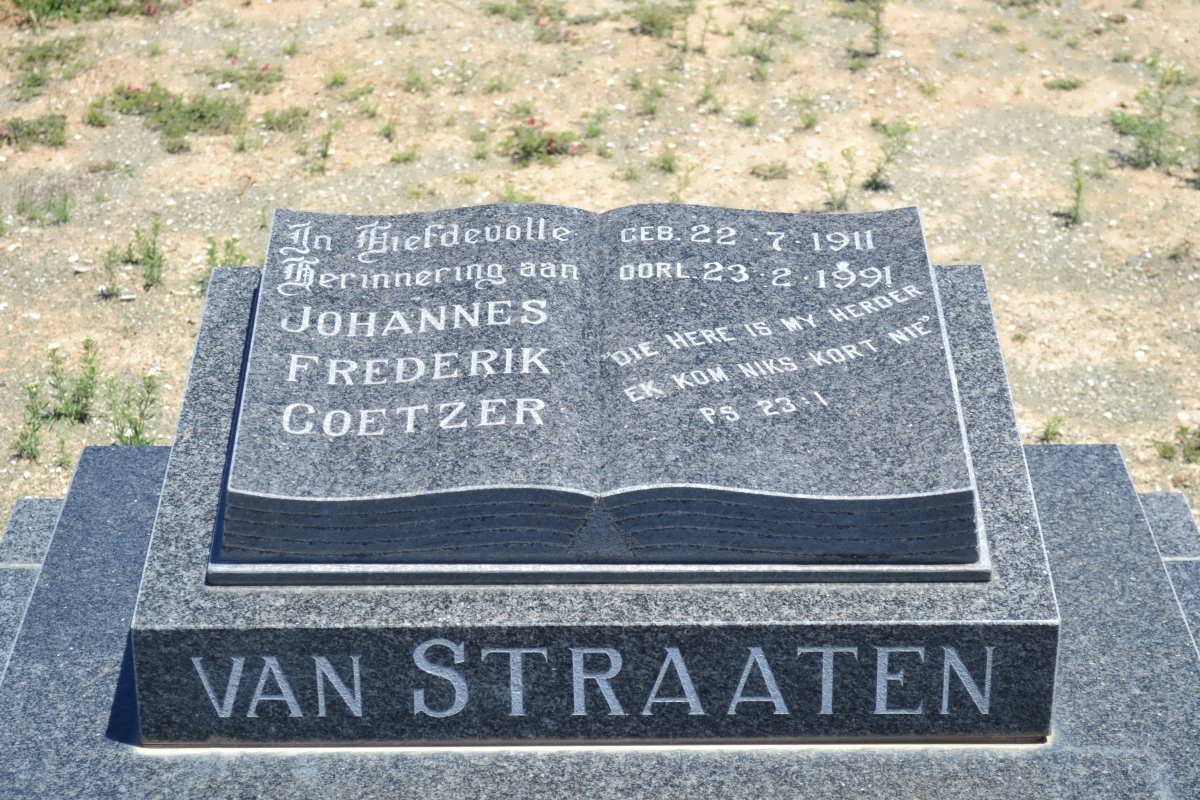 In Liefdevolle
Herinnering aan
JOHANNES
FREDERIK
COETZER
GEB. 22 · 7 · 1911
OORL. 23 · 2 · 1991
"DIE HERE IS MY HERDER
EK KOM NIKS KORT NIE"
PS 23:1
VAN STRAATEN